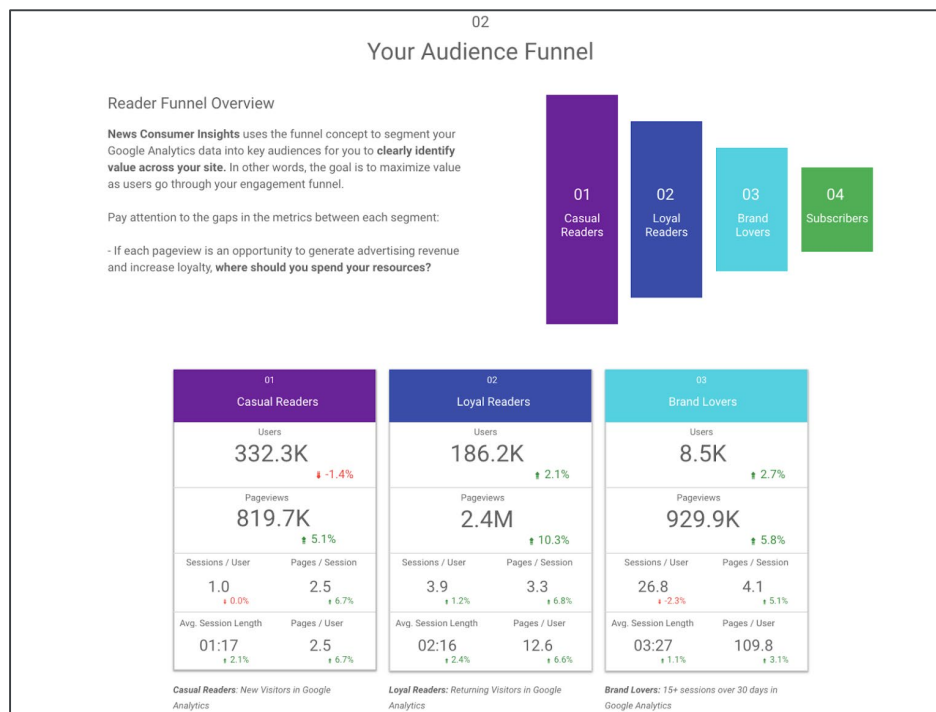 02
Your Audience Funnel
Reader Funnel Overview
News Consumer Insights uses the funnel concept to segment your
Google Analytics data into key audiences for you to clearly identify
value across your site. In other words, the goal is to maximize value
as users go through your engagement funnel.
Pay attention to the gaps in the metrics between each segment:
- If each pageview is an opportunity to generate advertising revenue
and increase loyalty, where should you spend your resources?
01
Casual
Readers
02
Loyal
Readers
03
Brand
Lovers
04
Subscribers
01
Casual Readers
Users
332.3K
-1.4%
Pageviews
819.7K
5.1%
Sessions / User
1.0
0.0%
Pages / Session
2.5
6.7%
Avg. Session Length
01:17
2.1%
Pages / User
2.5
6.7%
Casual Readers: New Visitors in Google
Analytics
02
Loyal Readers
Users
186.2K
2.1%
Pageviews
2.4M
10.3%
Sessions / User
3.9
1.2%
Pages / Session
3.3
6.8%
Avg. Session Length
02:16
2.4%
Pages / User
12.6
6.6%
Loyal Readers: Returning Visitors in Google
Analytics
03
Brand Lovers
Users
8.5K
2.7%
Pageviews
929.9K
5.8%
Sessions / User
26.8
-2.3%
Pages / Session
4.1
5.1%
Avg. Session Length
03:27
1.1%
Pages / User
109.8
3.1%
Brand Lovers: 15+ sessions over 30 days in
Google Analytics